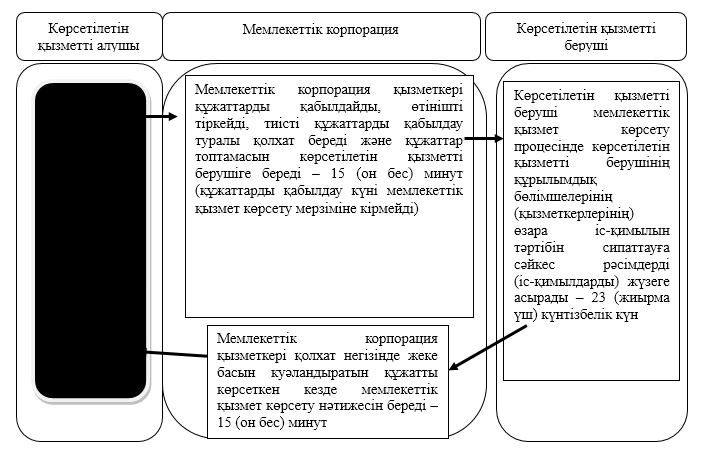 Көрсетілетін
қызметті алушы
Мемлекеттік корпорация
Көрсетілетін қызметті
беруші
Мемлекеттік корпорация қызметкері
құжаттарды қабылдайды, өтінішті
тіркейді, тиісті құжаттарды қабылдау
туралы қолхат береді және құжаттар
топтамасын көрсетілетін қызметті
берушіге береді – 15 (он бес) минут
(құжаттарды қабылдау күні мемлекеттік
қызмет көрсету мерзіміне кірмейді)
Көрсетілетін қызметті
беруші мемлекеттік
қызмет көрсету
процесінде көрсетілетін
қызметті берушінің
құрылымдық
бөлімшелерінің
(қызметкерлерінің)
өзара іс-қимылын
тәртібін сипаттауға
сәйкес рәсімдерді
(іс-қимылдарды) жүзеге
асырады – 23 (жиырма
үш) күнтізбелік күн
Мемлекеттік корпорация
қызметкері қолхат негізінде жеке
басын куәландыратын құжатты
көрсеткен кезде мемлекеттік
қызмет көрсету нәтижесін береді –
15 (он бес) минут